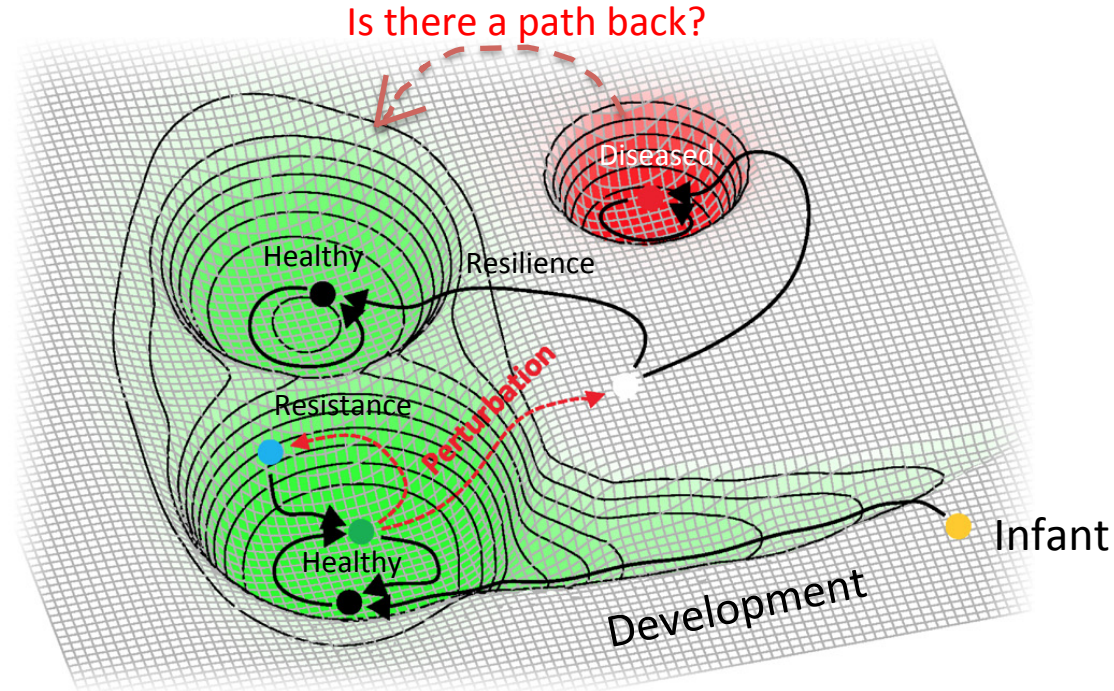 Is there a path back?
Diseased
Healthy
Resilience
Perturbation
Resistance
Healthy
Infant
Development